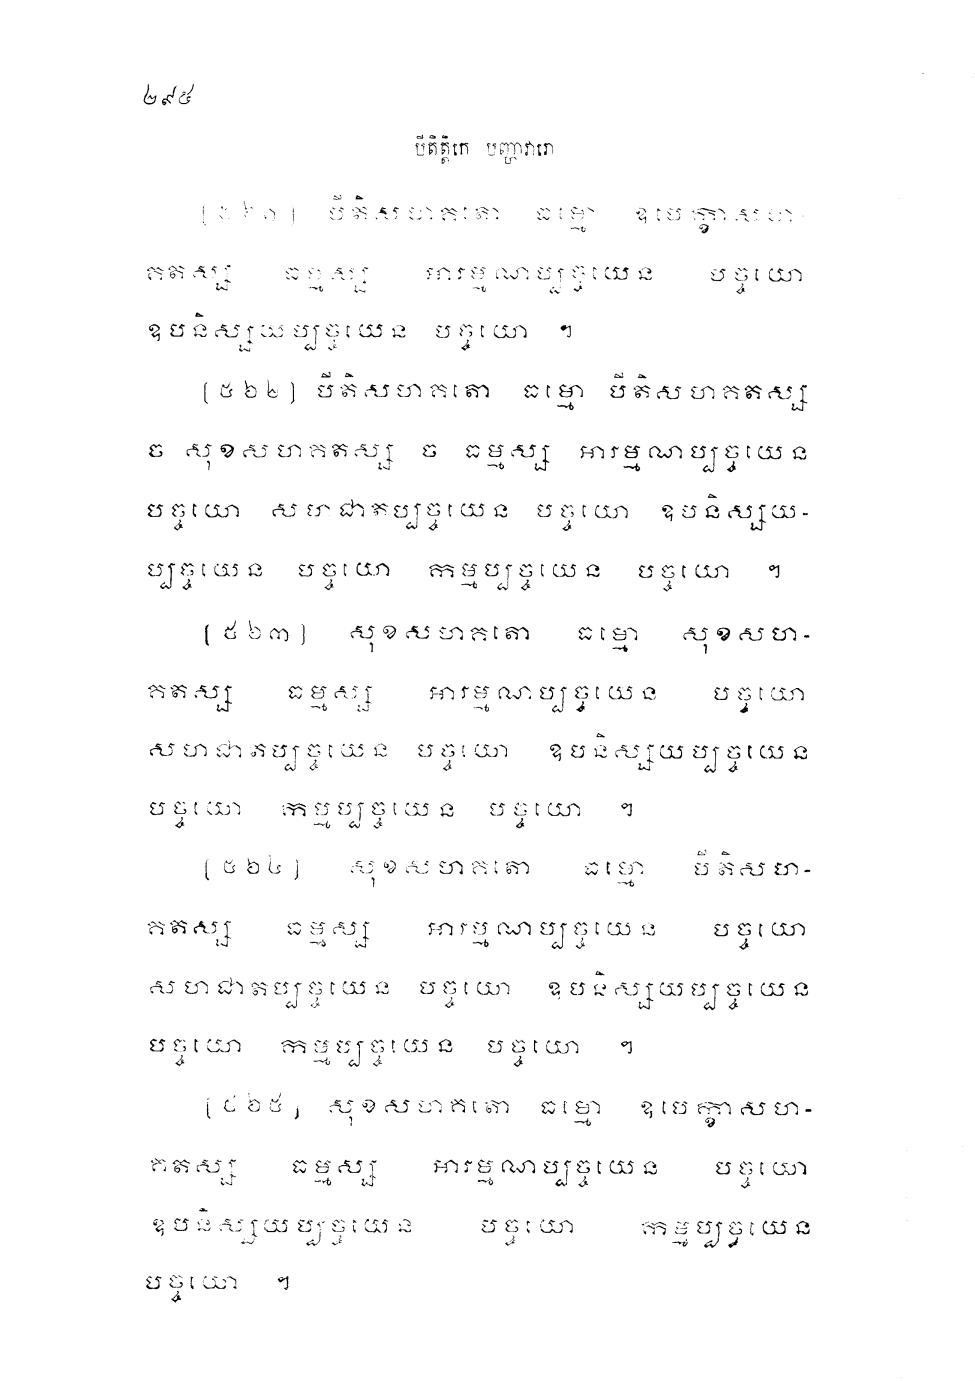 ២៩៥
បីតិត្តិកេ បញ្ហាវារោ
[៥៦១] បីតិសហគតោ ធម្មោ ឧបេក្ខាសហ-
គតស្ស ធម្មស្ស អារម្មណប្បច្ចយេន បច្ចយោ
ឧបនិស្សយប្បច្ចយេន បច្ចយោ ។
[៥៦២] បីតិសហគតោ ធម្មោ បីតិសហគតស្ស
ច សុខសហគតស្ស ច ធម្មស្ស អារម្មណប្បច្ចយេន
បច្ចយោ សហជាតប្បច្ចយេន បច្ចយោ ឧបនិស្សយ-
ប្បច្ចយេន បច្ចយោ កម្មប្បច្ចយេន បច្ចយោ ។
[៥៦៣] សុខសហគតោ ធម្មោ សុខសហ-
គតស្ស ធម្មស្ស អារម្មណប្បច្ចយេន បច្ចយោ
សហជាតប្បច្ចយេន បច្ចយោ ឧបនិស្សយប្បច្ចយេន
បច្ចយោ កម្មប្បច្ចយេន បច្ចយោ ។
[៥៦៤] សុខសហគតោ ធម្មោ បីតិសហ-
គតស្ស ធម្មស្ស អារម្មណប្បច្ចយេន បច្ចយោ
សហជាតប្បច្ចយេន បច្ចយោ ឧបនិស្សយប្បច្ចយេន
បច្ចយោ កម្មប្បច្ចយេន បច្ចយោ ។
[៥៦៥] សុខសហគតោ ធម្មោ ឧបេក្ខាសហ-
គតស្ស ធម្មស្ស អារម្មណប្បច្ចយេន បច្ចយោ
ឧបនិស្សយប្បច្ចយេន បច្ចយោ កម្មប្បច្ចយេន
បច្ចយោ ។